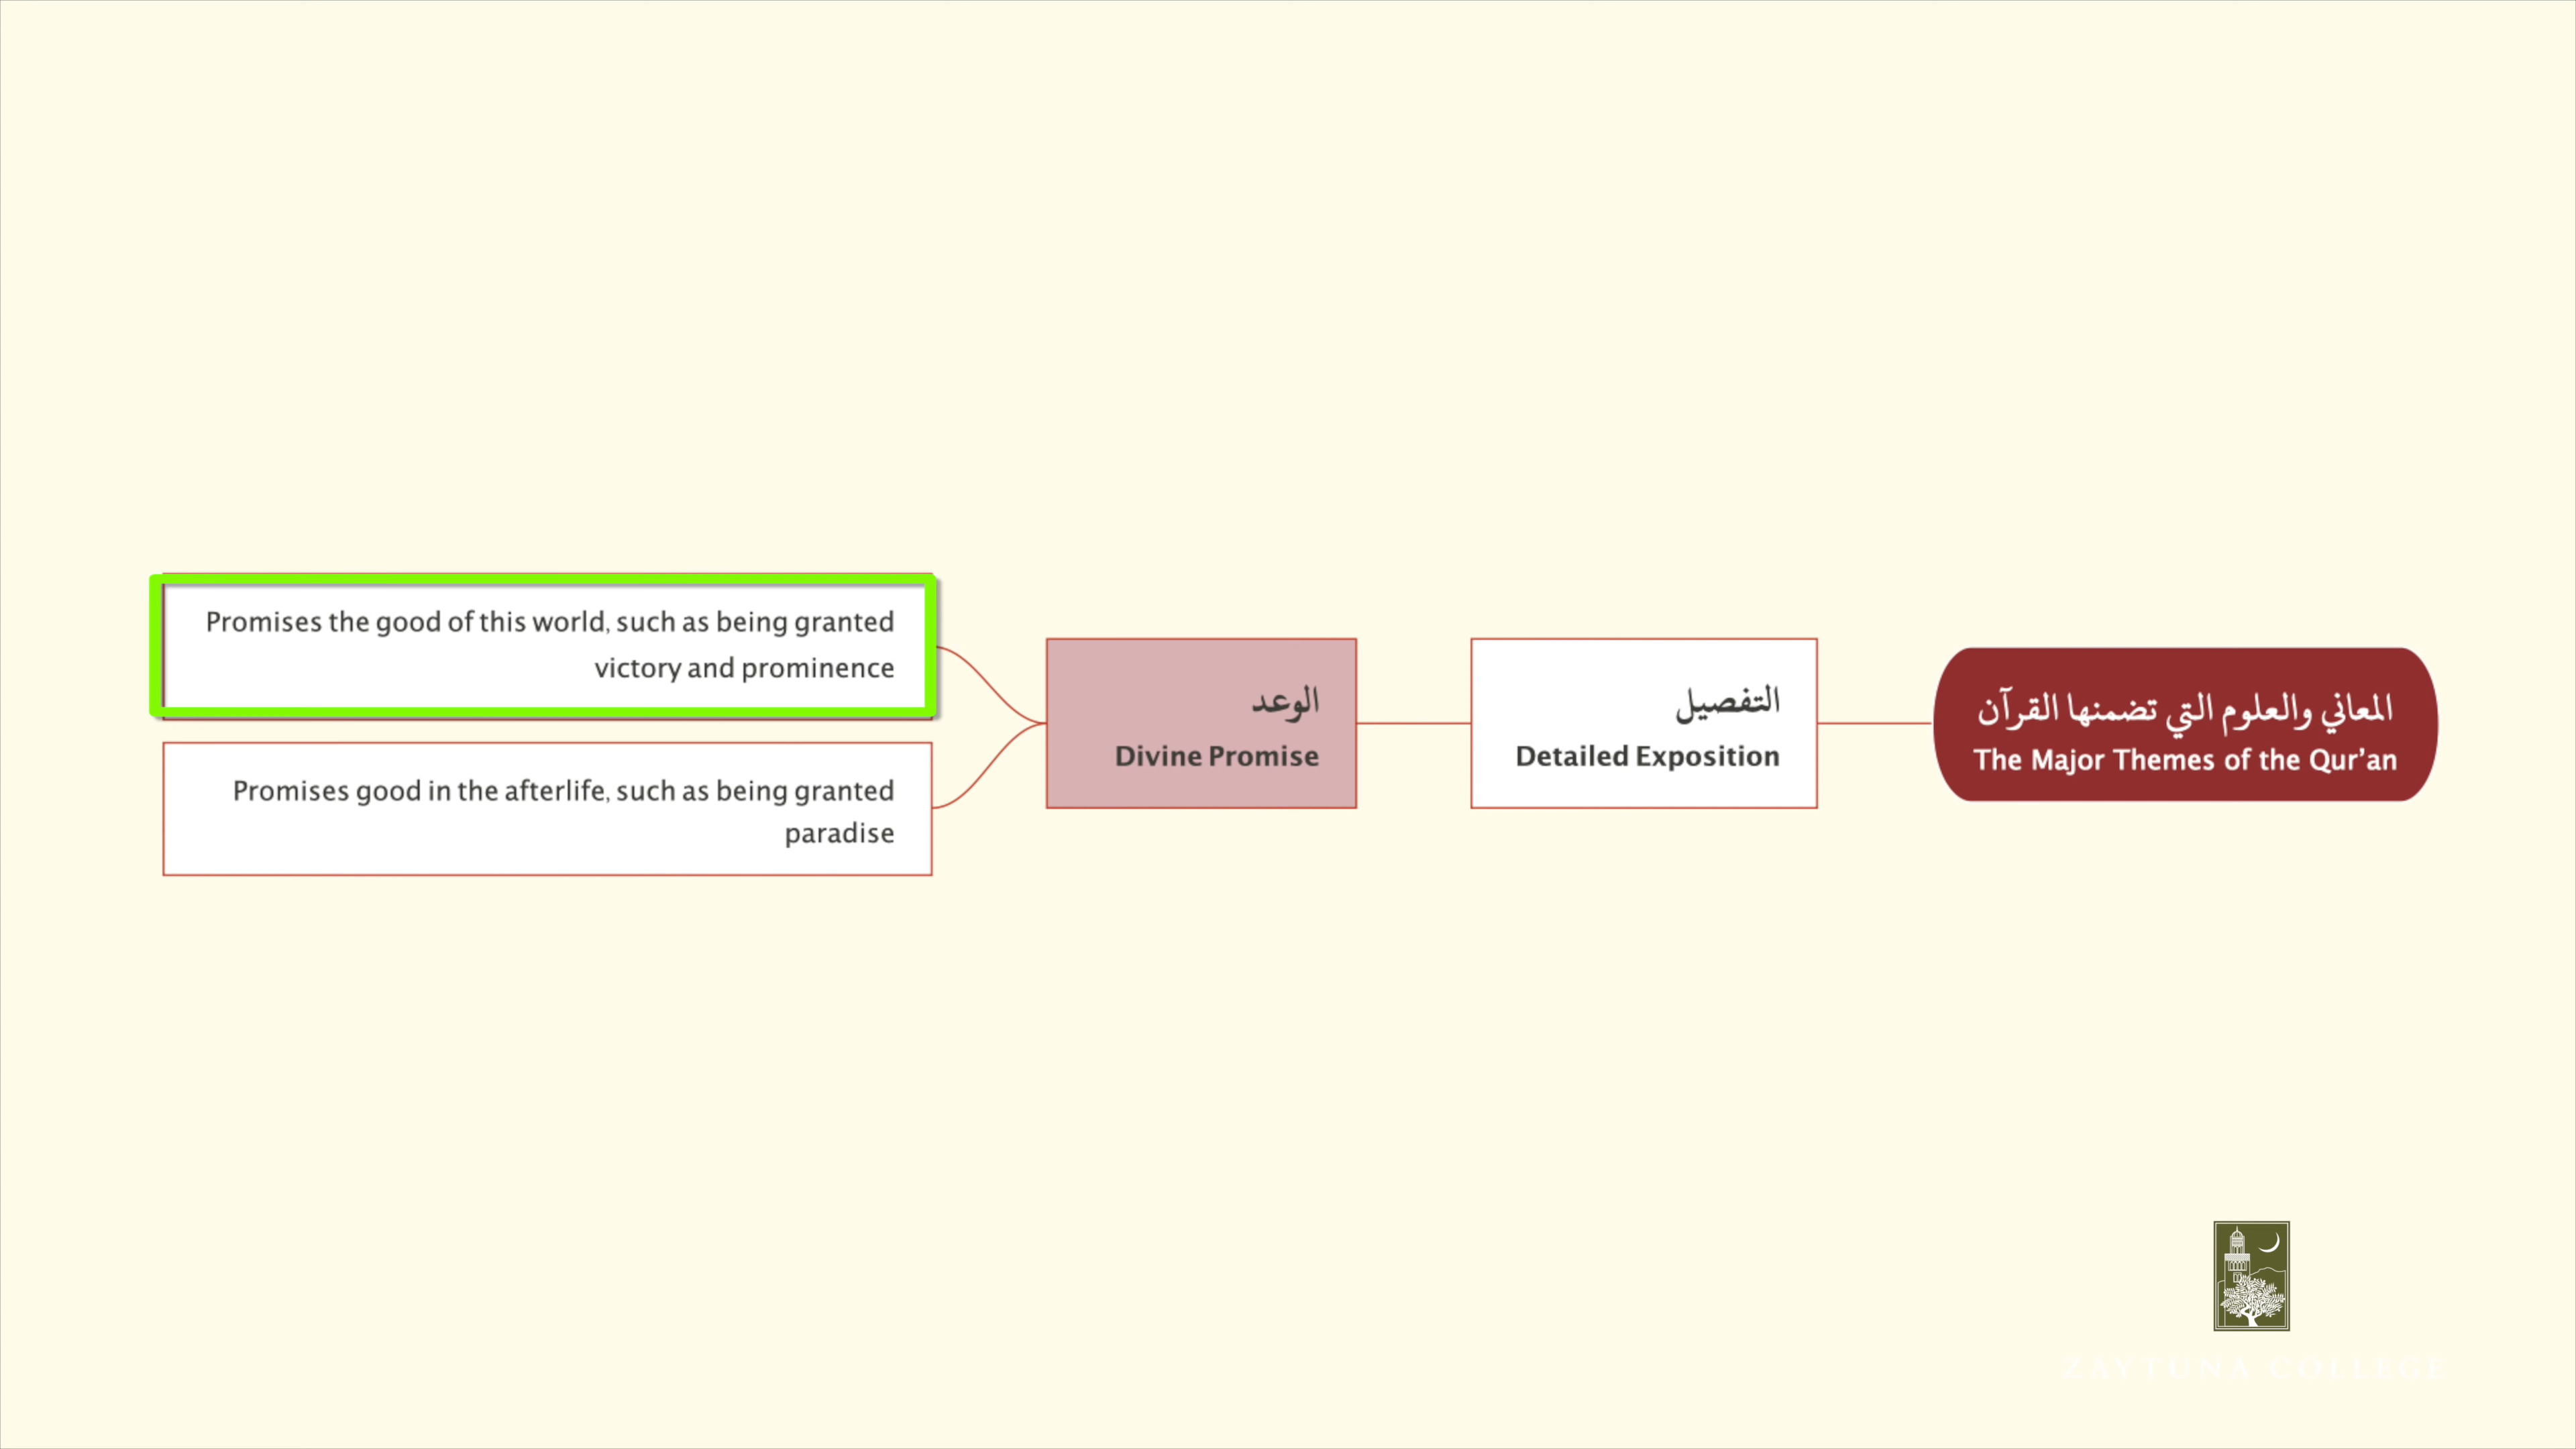 المعاني والعلوم التي تضمنها القرآن
The Major Themes of the Qur’an
التفصيل
Detailed Exposition
الوعد
Divine Promise
Promises the good of this world, such as being granted
victory and prominence
Promises good in the afterlife, such as being granted
paradise
ZAYTUNA COLLEGE